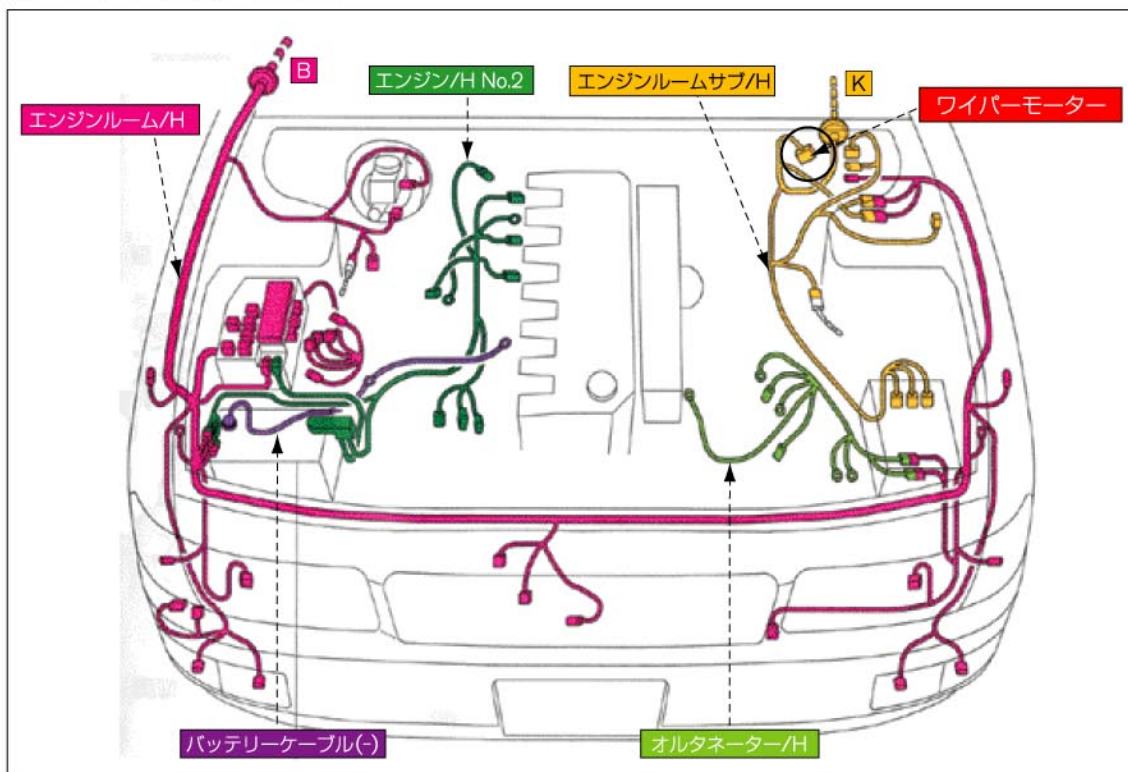 B
エンジン/H No.2
エンジンルームサブ/H
K
エンジンルーム/H
ワイパーモーター
バッテリーケーブル(-)
オルタネーター/H